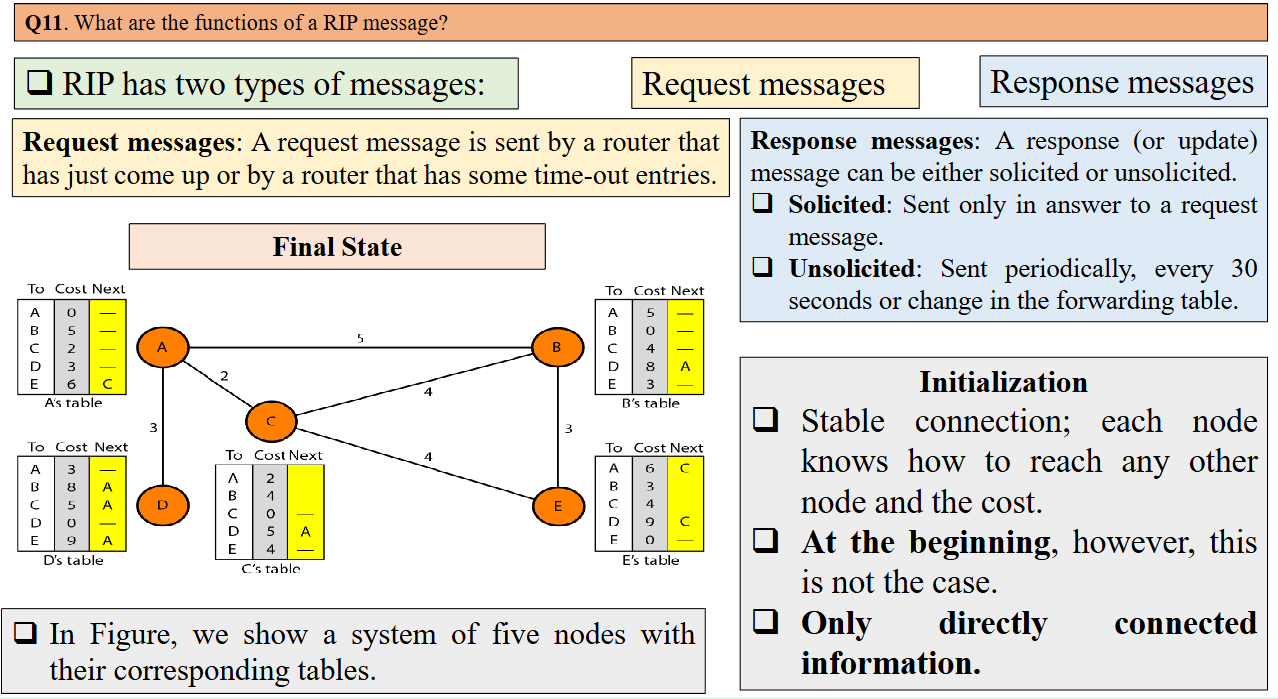 Q11. What are the functions of a RIP message?
❑ RIP has two types of messages:
Request messages
Response messages
Request messages: A request message is sent by a router that
has just come up or by a router that has some time-out entries.
Response messages: A response (or update)
message can be either solicited or unsolicited.
❑ Solicited: Sent only in answer to a request
message.
❑ Unsolicited: Sent periodically, every 30
seconds or change in the forwarding table.
Final State
To Cost Next
A 0 —
B 5 —
C 2 —
D 3 —
E 6 C
A's table
To Cost Next
A 5 —
B 0 —
C 4 —
D 8 A
E 3 —
B's table
A
5
B
2
4
C
3
4
3
D
E
To Cost Next
A 3 —
B 8 A
C 5 A
D 0 —
E 9 A
D's table
To Cost Next
A 2
B 4
C 0 —
D 5 A
E 4 —
C's table
To Cost Next
A 6 C
B 3
C 4
D 9 C
E 0 —
E's table
❑ In Figure, we show a system of five nodes with
their corresponding tables.
Initialization
❑ Stable connection; each node
knows how to reach any other
node and the cost.
❑ At the beginning, however, this
is not the case.
❑ Only directly connected
information.